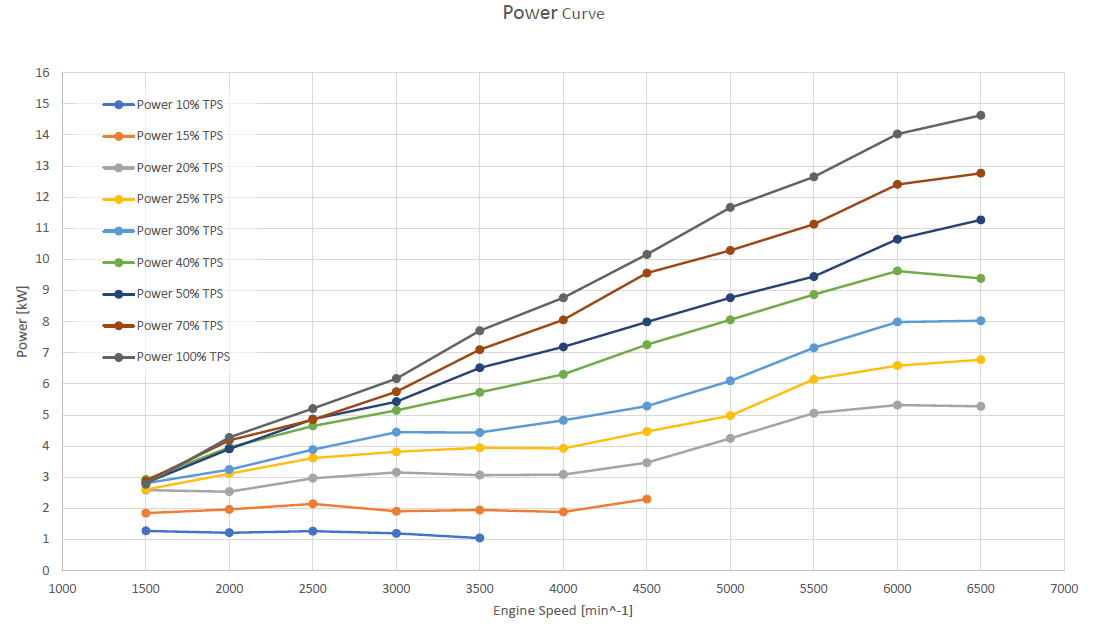 Power Curve
16
15
14
13
12
11
10
9
8
7
6
5
4
3
2
1
0
Power [kW]
Power 10% TPS
Power 15% TPS
Power 20% TPS
Power 25% TPS
Power 30% TPS
Power 40% TPS
Power 50% TPS
Power 70% TPS
Power 100% TPS
1000 1500 2000 2500 3000 3500 4000 4500 5000 5500 6000 6500 7000
Engine Speed [min^-1]